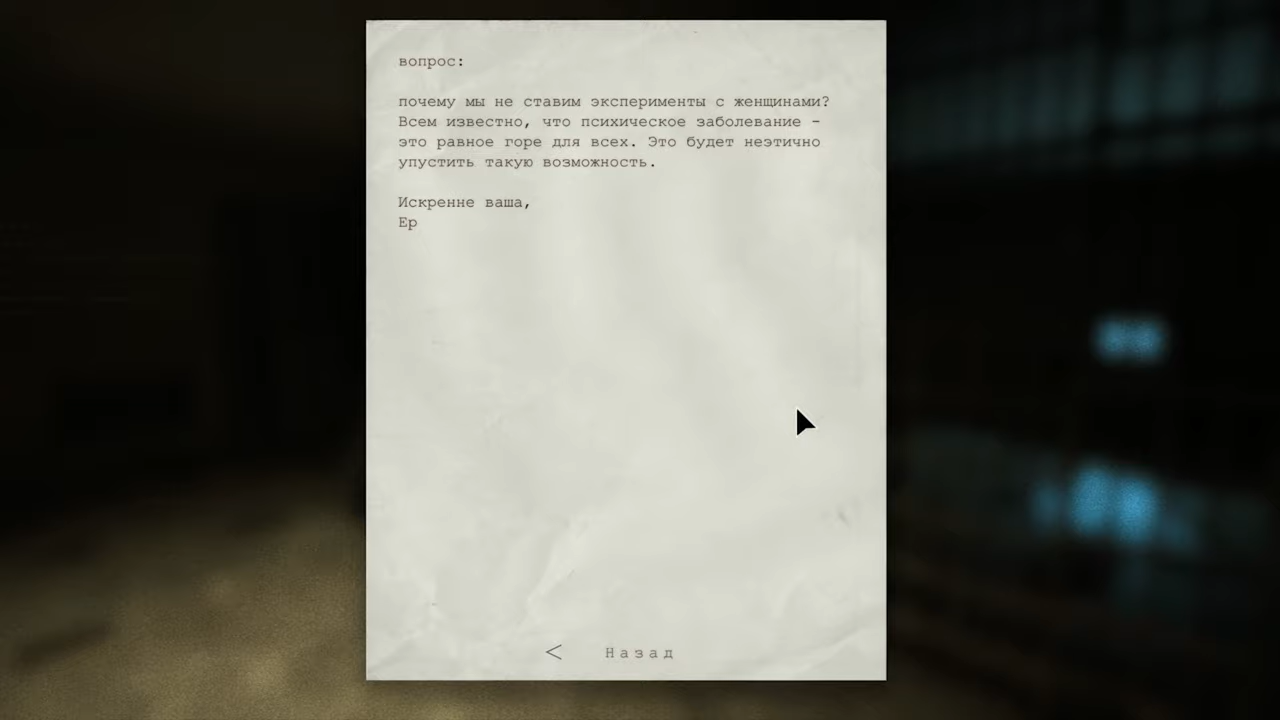 вопрос:
почему мы не ставим эксперименты с женщинами?
Всем известно, что психическое заболевание -
это равное горе для всех. Это будет неэтично
упустить такую возможность.
Искренне ваша,
Ер
< Назад